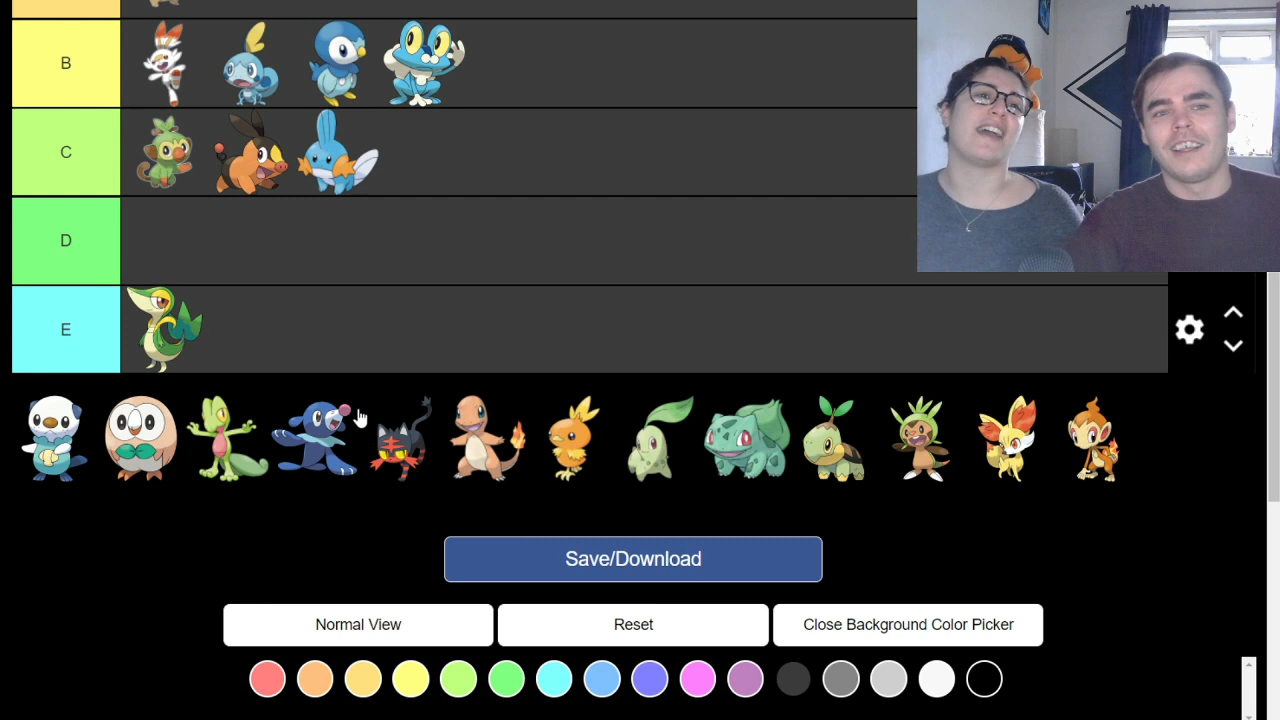 B
C
D
E
Save/Download
Normal View
Reset
Close Background Color Picker